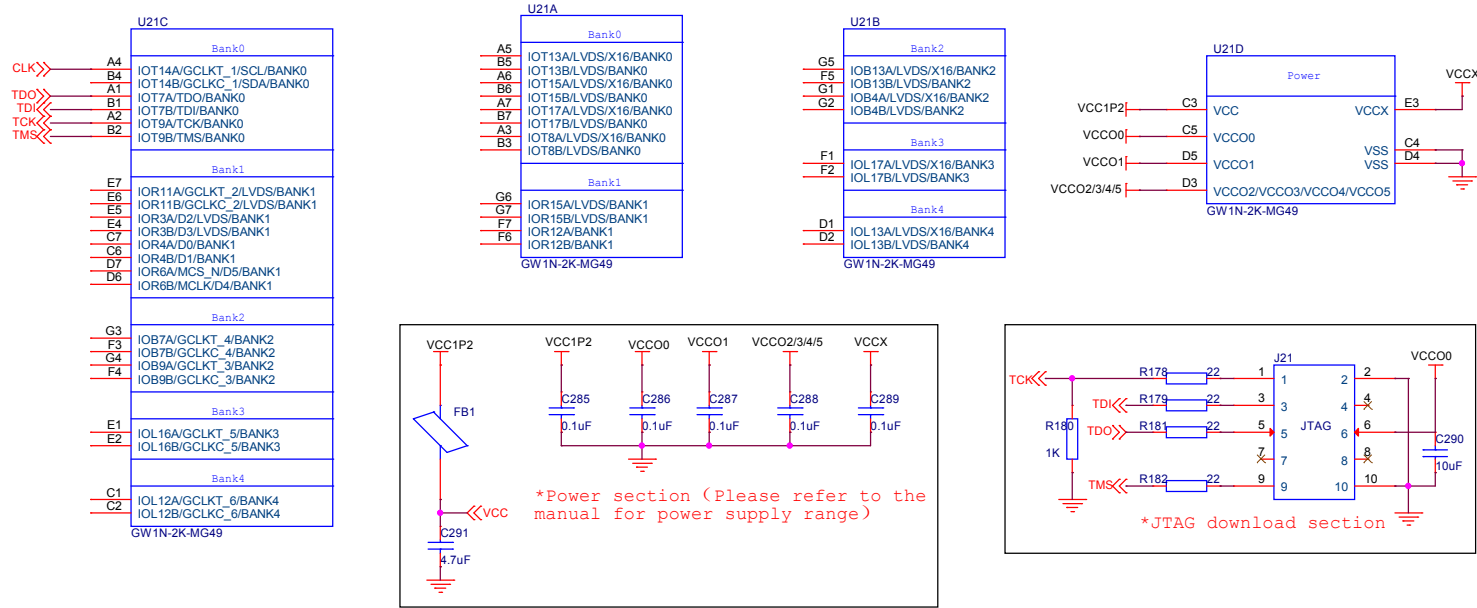 U21C
Bank0
CLK A4 IOT14A/GCLKT_1/SCL/BANK0
B4 IOT14B/GCLKC_1/SDA/BANK0
TDO A1 IOT7A/TDO/BANK0
TDI B1 IOT7B/TDI/BANK0
TCK A2 IOT9A/TCK/BANK0
TMS B2 IOT9B/TMS/BANK0
Bank1
E7 IOR11A/GCLKT_2/LVDS/BANK1
E6 IOR11B/GCLKC_2/LVDS/BANK1
E5 IOR3A/D2/LVDS/BANK1
E4 IOR3B/D3/LVDS/BANK1
C7 IOR4A/D0/BANK1
C6 IOR4B/D1/BANK1
D7 IOR6A/MCS_N/D5/BANK1
D6 IOR6B/MCLK/D4/BANK1
Bank2
G3 IOB7A/GCLKT_4/BANK2
F3 IOB7B/GCLKC_4/BANK2
G4 IOB9A/GCLKT_3/BANK2
F4 IOB9B/GCLKC_3/BANK2
Bank3
E1 IOL16A/GCLKT_5/BANK3
E2 IOL16B/GCLKC_5/BANK3
Bank4
C1 IOL12A/GCLKT_6/BANK4
C2 IOL12B/GCLKC_6/BANK4
GW1N-2K-MG49
U21A
Bank0
A5 IOT13A/LVDS/X16/BANK0
B5 IOT13B/LVDS/BANK0
A6 IOT15A/LVDS/X16/BANK0
B6 IOT15B/LVDS/BANK0
A7 IOT17A/LVDS/X16/BANK0
B7 IOT17B/LVDS/BANK0
A3 IOT8A/LVDS/X16/BANK0
B3 IOT8B/LVDS/BANK0
Bank1
G6 IOR15A/LVDS/BANK1
G7 IOR15B/LVDS/BANK1
F7 IOR12A/BANK1
F6 IOR12B/BANK1
GW1N-2K-MG49
U21B
Bank2
G5 IOB13A/LVDS/X16/BANK2
F5 IOB13B/LVDS/BANK2
G1 IOB4A/LVDS/X16/BANK2
G2 IOB4B/LVDS/BANK2
Bank3
F1 IOL17A/LVDS/X16/BANK3
F2 IOL17B/LVDS/BANK3
Bank4
D1 IOL13A/LVDS/X16/BANK4
D2 IOL13B/LVDS/BANK4
GW1N-2K-MG49
U21D
Power
VCCX
VCC1P2 C3 VCC VCCX E3
VCCO0 C5 VCCO0
VSS C4
VCCO1 D5 VCCO1 VSS D4
VCCO2/3/4/5 D3 VCCO2/VCCO3/VCCO4/VCCO5
GW1N-2K-MG49
VCC1P2 VCC1P2 VCCO0 VCCO1 VCCO2/3/4/5 VCCX
FB1 C285 C286 C287 C288 C289
0.1uF 0.1uF 0.1uF 0.1uF 0.1uF
*Power section (Please refer to the
manual for power supply range)
VCC
C291
4.7uF
J21
VCCO0
TCK R178 22 1 1 2 2
TDI R179 22 3 3 4 4
R180 TDO R181 22 5 5 JTAG 6 6
C290
1K 7 7 8 8 10uF
TMS R182 22 9 9 10 10
*JTAG download section